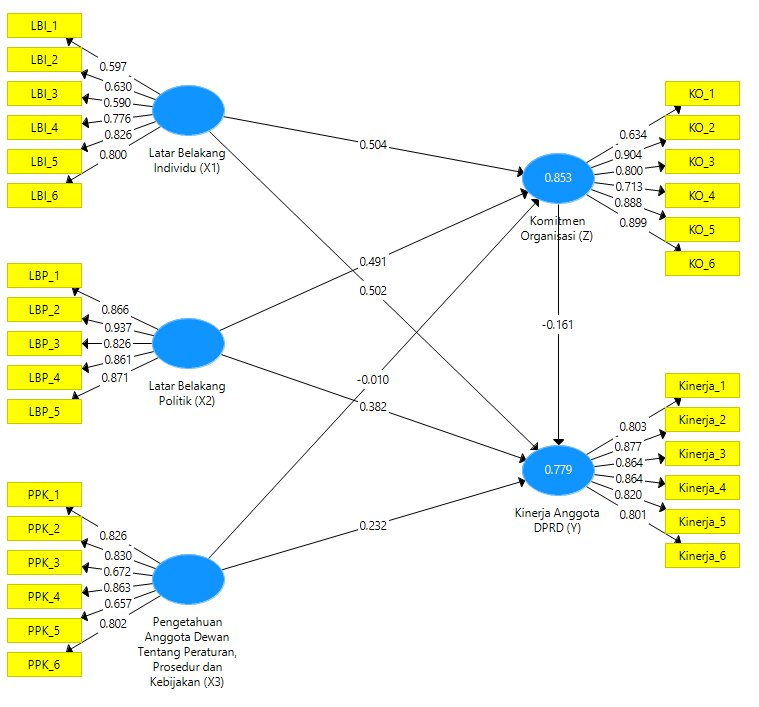 LBI_1
LBI_2
LBI_3
LBI_4
LBI_5
LBI_6
0.597
0.630
0.590
0.776
0.826
0.800
Latar Belakang
Individu (X1)
LBP_1
LBP_2
LBP_3
LBP_4
LBP_5
0.866
0.937
0.826
0.861
0.871
Latar Belakang
Politik (X2)
PPK_1
PPK_2
PPK_3
PPK_4
PPK_5
PPK_6
0.826
0.830
0.672
0.863
0.657
0.802
Pengetahuan
Anggota Dewan
Tentang Peraturan,
Prosedur dan
Kebijakan (X3)
0.504
0.491
0.502
-0.010
0.382
0.232
-0.161
0.853
Komitmen
Organisasi (Z)
0.634
0.904
0.800
0.713
0.888
0.899
KO_1
KO_2
KO_3
KO_4
KO_5
KO_6
0.779
Kinerja Anggota
DPRD (Y)
0.803
0.877
0.864
0.864
0.820
0.801
Kinerja_1
Kinerja_2
Kinerja_3
Kinerja_4
Kinerja_5
Kinerja_6